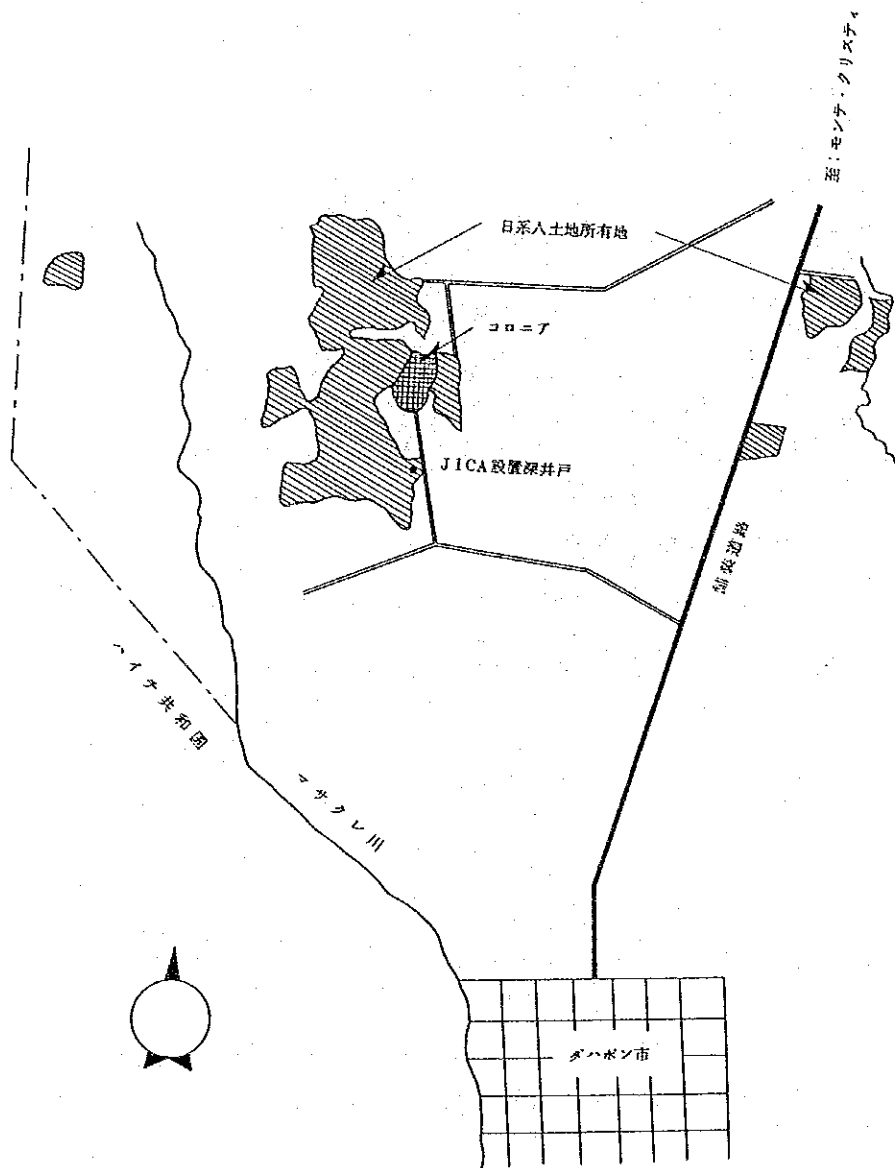 至:モンテ・クリスティ
日系人土地所有地
コロニア
JICA設置深井戸
舗装道路
ハイチ共和国
マサクレ川
ダハボン市